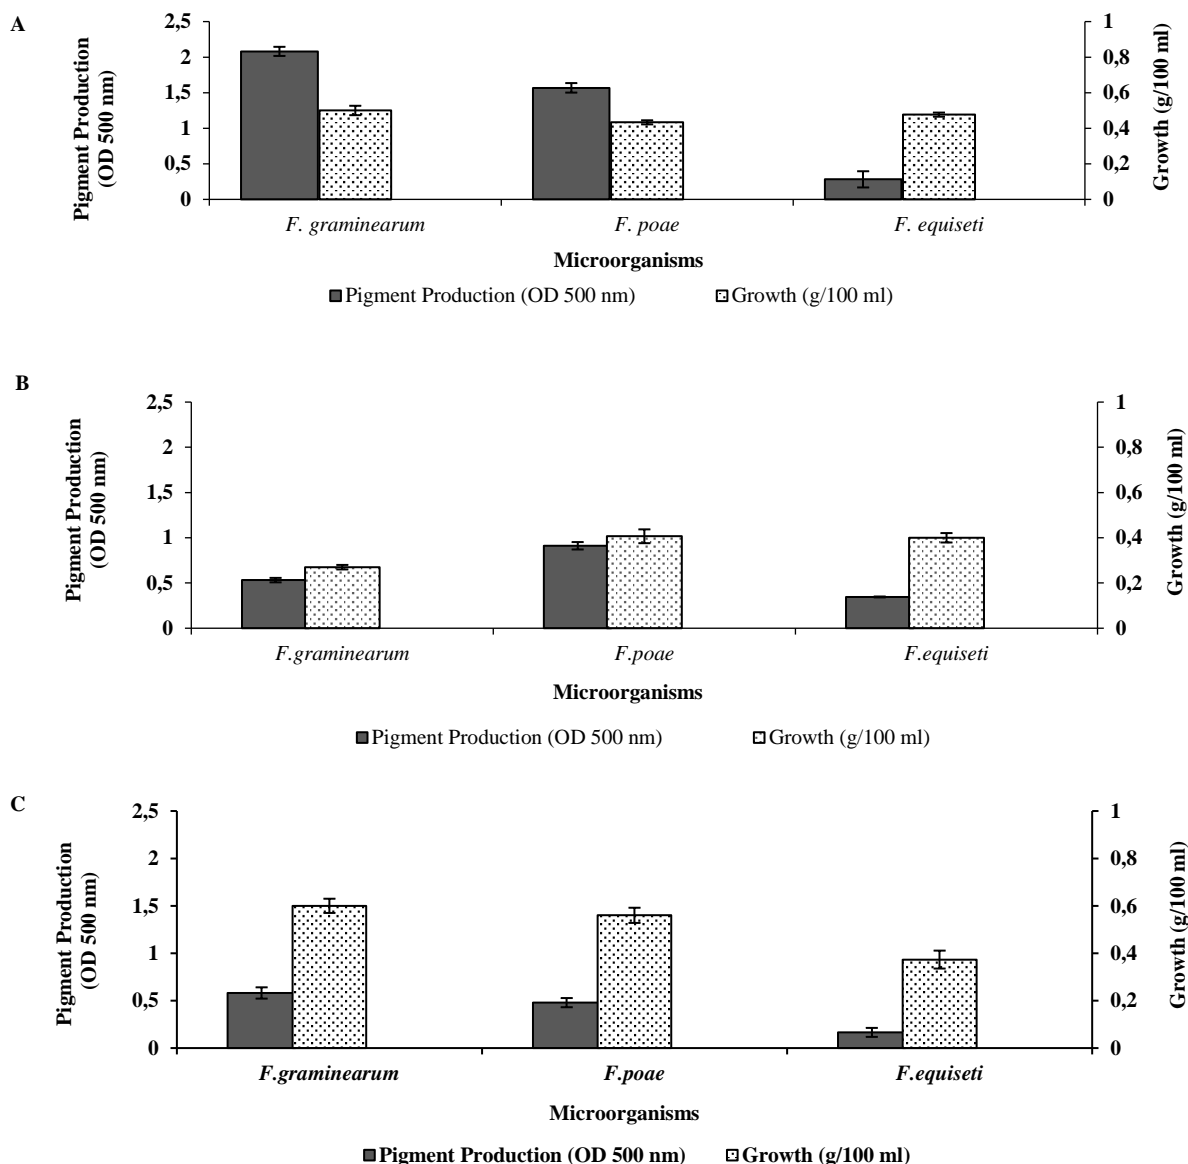 A
Pigment Production
(OD 500 nm)
2,5
2
1,5
1
0,5
0
1
0,8
0,6
0,4
0,2
0
Growth (g/100 ml)
F. graminearum F. poae F. equiseti
Microorganisms
Pigment Production (OD 500 nm) Growth (g/100 ml)
B
Pigment Production
(OD 500 nm)
2,5
2
1,5
1
0,5
0
1
0,8
0,6
0,4
0,2
0
Growth (g/100 ml)
F.graminearum F.poae F.equiseti
Microorganisms
Pigment Production (OD 500 nm) Growth (g/100 ml)
C
Pigment Production
(OD 500 nm)
2,5
2
1,5
1
0,5
0
1
0,8
0,6
0,4
0,2
0
Growth (g/100 ml)
F.graminearum F.poae F.equiseti
Microorganisms
Pigment Production (OD 500 nm) Growth (g/100 ml)